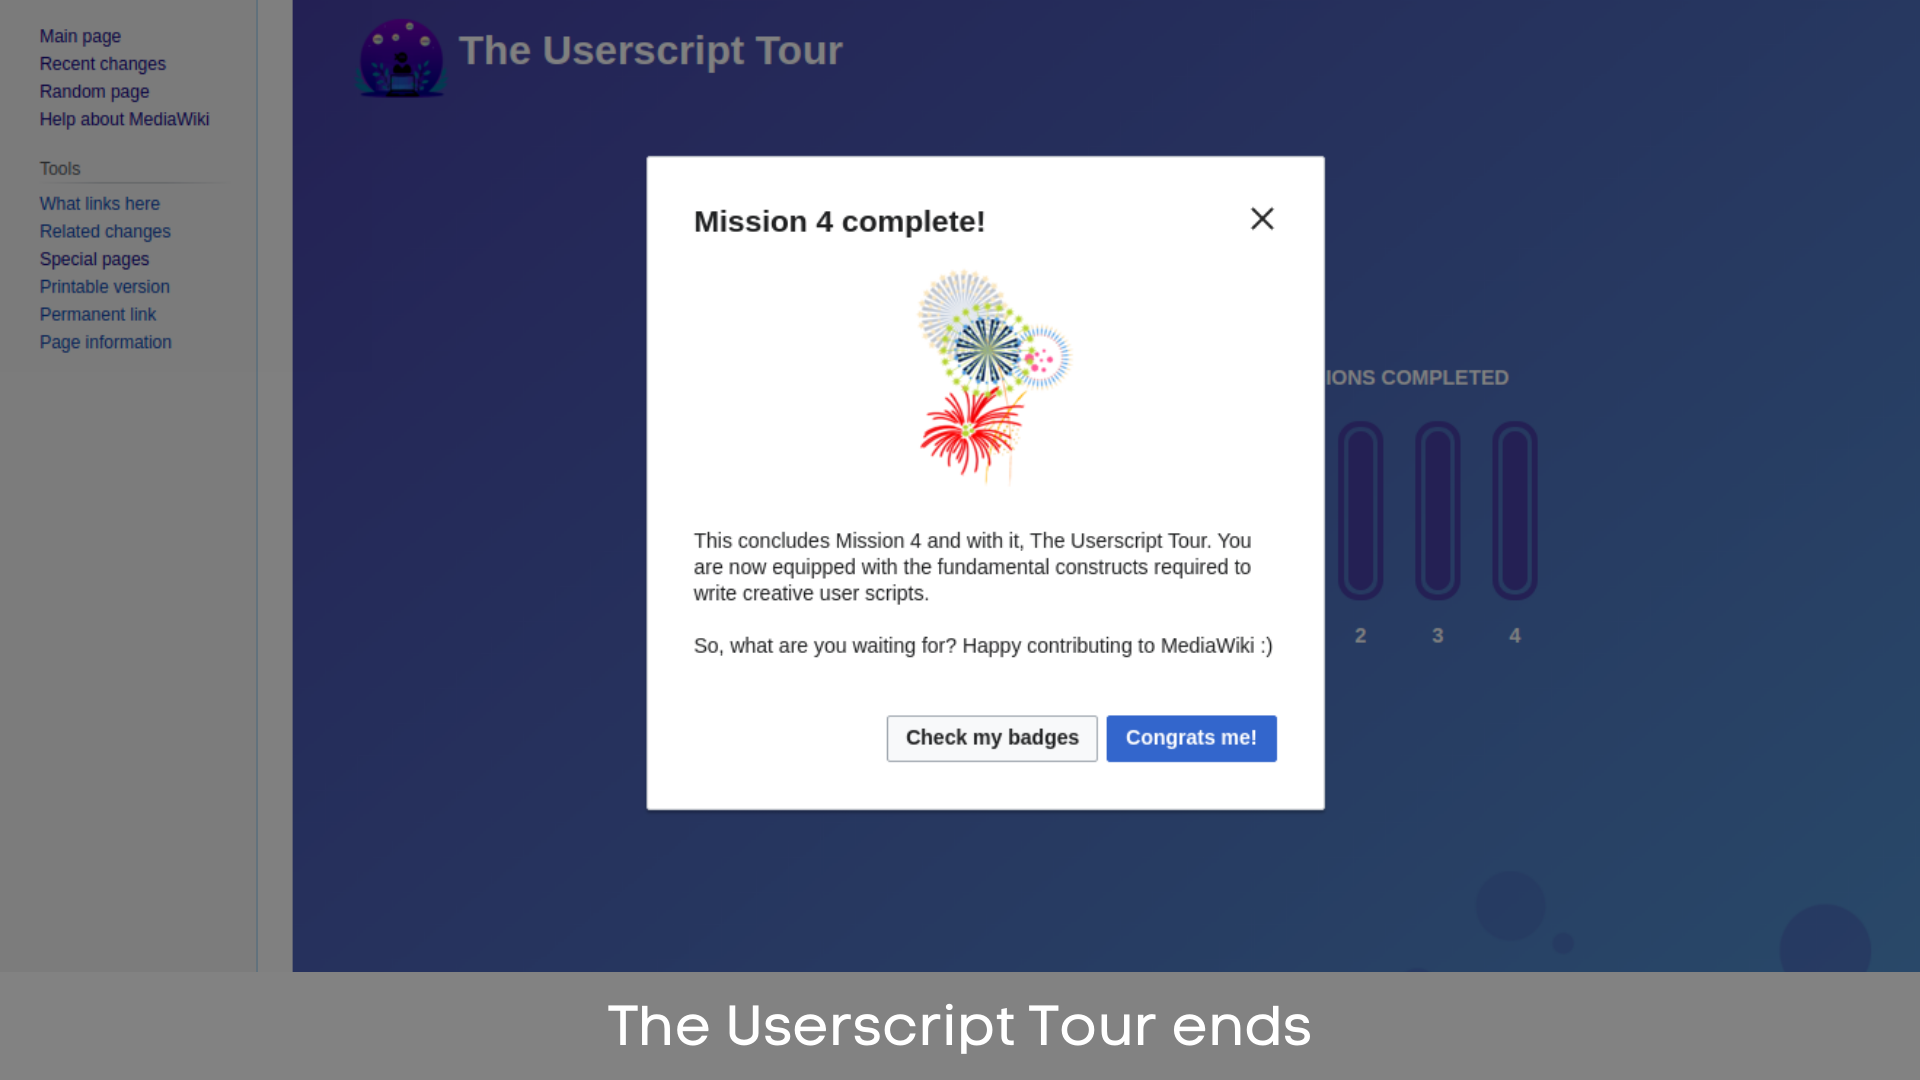 Main page
Recent changes
Random page
Help about MediaWiki
Tools
What links here
Related changes
Special pages
Printable version
Permanent link
Page information
The Userscript Tour
Mission 4 complete!
This concludes Mission 4 and with it, The Userscript Tour. You
are now equipped with the fundamental constructs required to
write creative user scripts.
So, what are you waiting for? Happy contributing to MediaWiki :)
Check my badges
Congrats me!
IONS COMPLETED
2 3 4
The Userscript Tour ends